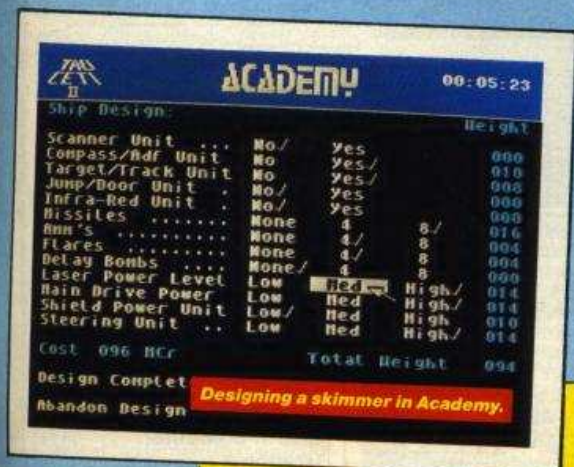 TAU CETI II ACADEMY 00:05:23
Ship Design: Weight
Scanner Unit ... No/ Yes 000
Compass/Adf Unit No Yes/ 010
Target/Track Unit No Yes/ 008
Jump/Door Unit . No/ Yes 000
Infra-Red Unit . No/ Yes 000
Missiles ........ None 4 8/ 016
AMM's .......... None 4/ 8 004
Flares ......... None 4/ 8 004
Delay Bombs .... None/ 4 8 000
Laser Power Level Low Med High/ 014
Main Drive Power Low Med High/ 014
Shield Power Unit Low/ Med High 010
Steering Unit .. Low Med High/ 014
Cost 096 MCr Total Weight 094
Design Complet
Abandon Design
Designing a skimmer in Academy.